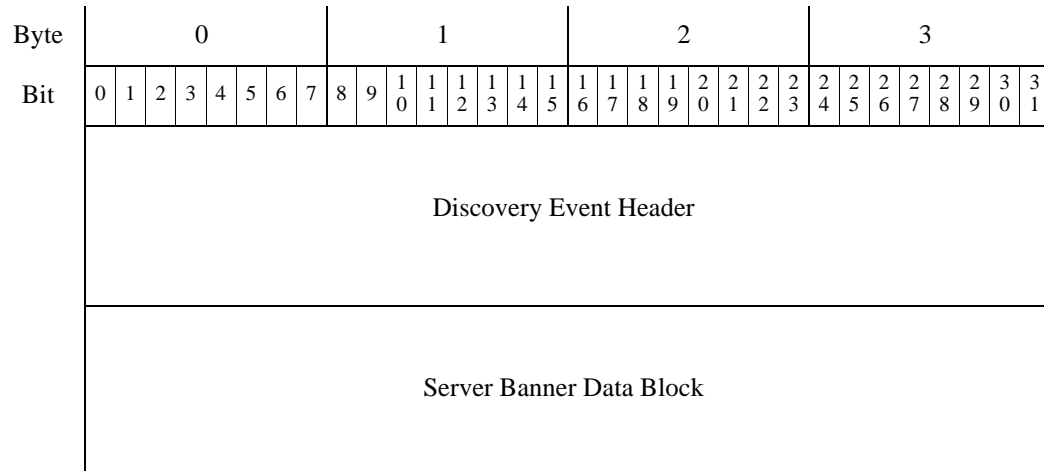 Byte 0 1 2 3
Bit 0 1 2 3 4 5 6 7 8 9 10 11 12 13 14 15 16 17 18 19 20 21 22 23 24 25 26 27 28 29 30 31
Discovery Event Header
Server Banner Data Block